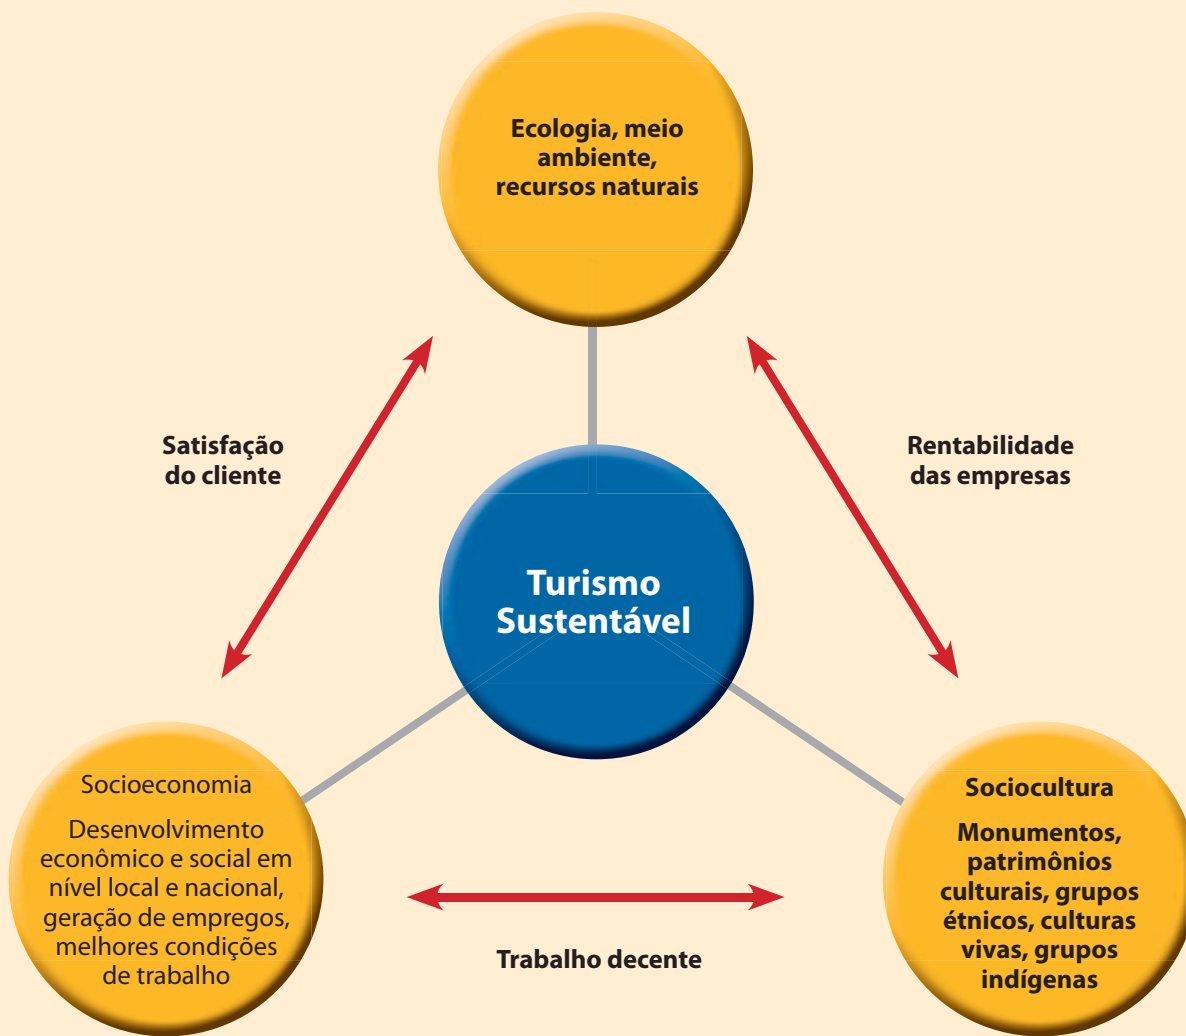 Ecologia, meio
ambiente,
recursos naturais
Satisfação
do cliente
Rentabilidade
das empresas
Turismo
Sustentável
Socioeconomia
Desenvolvimento
econômico e social em
nível local e nacional,
geração de empregos,
melhores condições
de trabalho
Trabalho decente
Sociocultura
Monumentos,
patrimônios
culturais, grupos
étnicos, culturas
vivas, grupos
indígenas